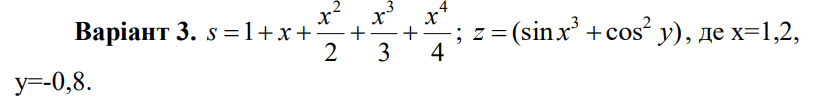 Варіант 3. s = 1 + x + x²/2 + x³/3 + x⁴/4 ; z = (sin x³ + cos² y), де x=1,2,
y=-0,8.